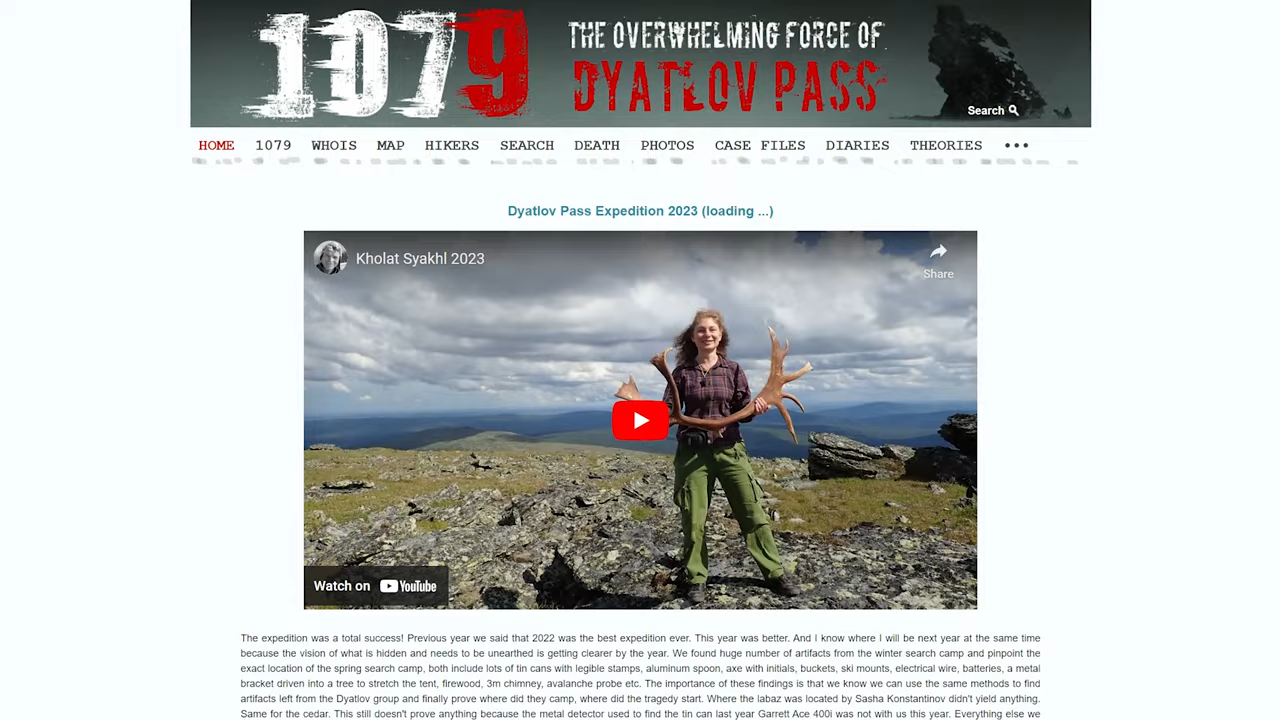 1079
THE OVERWHELMING FORCE OF
DYATLOV PASS
Search
HOME 1079 WHOIS MAP HIKERS SEARCH DEATH PHOTOS CASE FILES DIARIES THEORIES •••
Dyatlov Pass Expedition 2023 (loading ...)
Kholat Syakhl 2023
Share
Watch on YouTube
The expedition was a total success! Previous year we said that 2022 was the best expedition ever. This year was better. And I know where I will be next year at the same time
because the vision of what is hidden and needs to be unearthed is getting clearer by the year. We found huge number of artifacts from the winter search camp and pinpoint the
exact location of the spring search camp, both include lots of tin cans with legible stamps, aluminum spoon, axe with initials, buckets, ski mounts, electrical wire, batteries, a metal
bracket driven into a tree to stretch the tent, firewood, 3m chimney, avalanche probe etc. The importance of these findings is that we know we can use the same methods to find
artifacts left from the Dyatlov group and finally prove where did they camp, where did the tragedy start. Where the labaz was located by Sasha Konstantinov didn't yield anything.
Same for the cedar. This still doesn't prove anything because the metal detector used to find the tin can last year Garrett Ace 400i was not with us this year. Everything else we